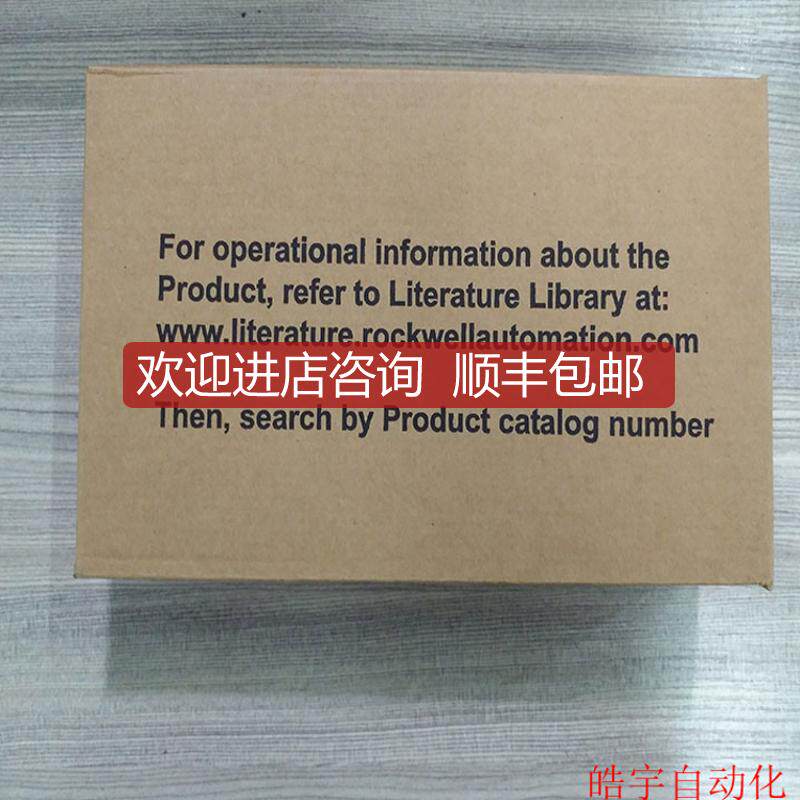 For operational information about the
Product, refer to Literature Library at:
www.literature.rockwellautomation.com
欢迎进店咨询 顺丰包邮
Then, search by Product catalog number
皓宇自动化